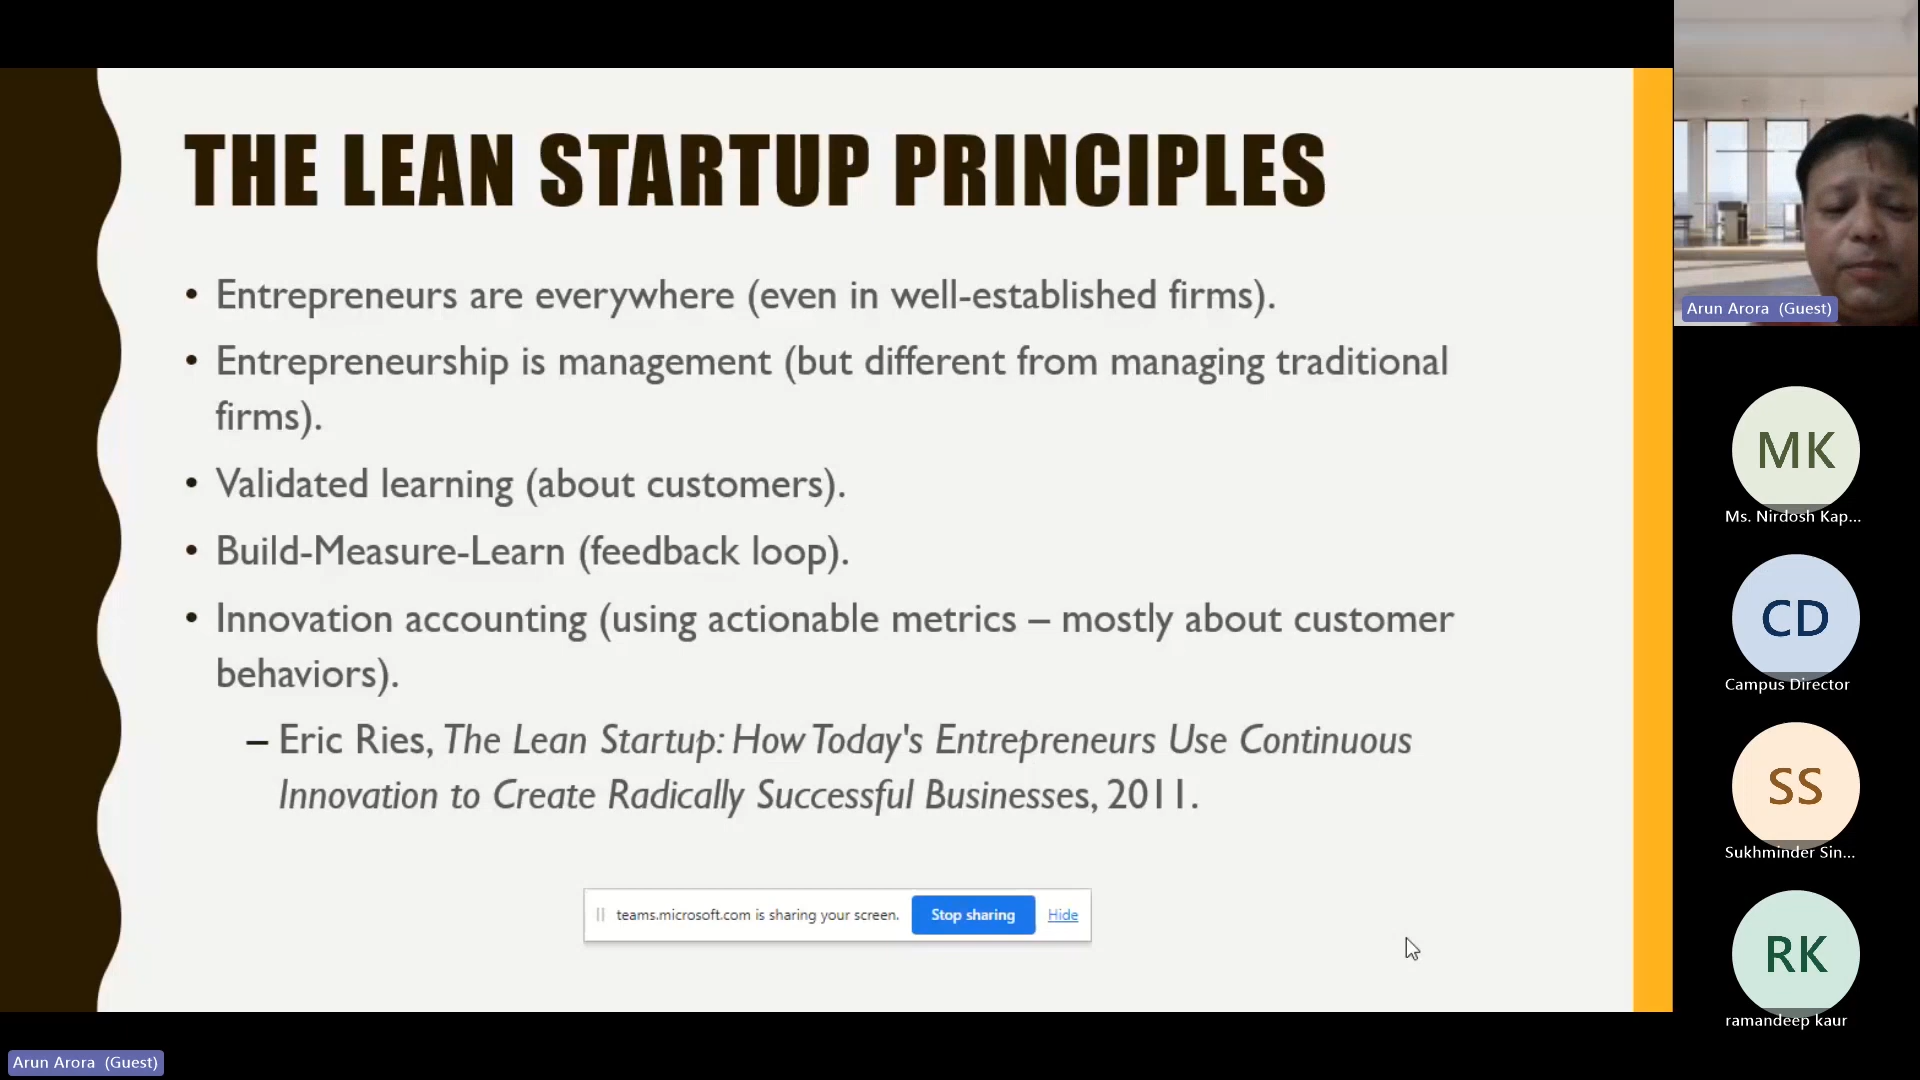 THE LEAN STARTUP PRINCIPLES
• Entrepreneurs are everywhere (even in well-established firms).
• Entrepreneurship is management (but different from managing traditional
firms).
• Validated learning (about customers).
• Build-Measure-Learn (feedback loop).
• Innovation accounting (using actionable metrics – mostly about customer
behaviors).
– Eric Ries, The Lean Startup: How Today's Entrepreneurs Use Continuous
Innovation to Create Radically Successful Businesses, 2011.
teams.microsoft.com is sharing your screen. Stop sharing Hide
Arun Arora (Guest)
MK
Ms. Nirdosh Kap...
CD
Campus Director
SS
Sukhminder Sin...
RK
ramandeep kaur
Arun Arora (Guest)